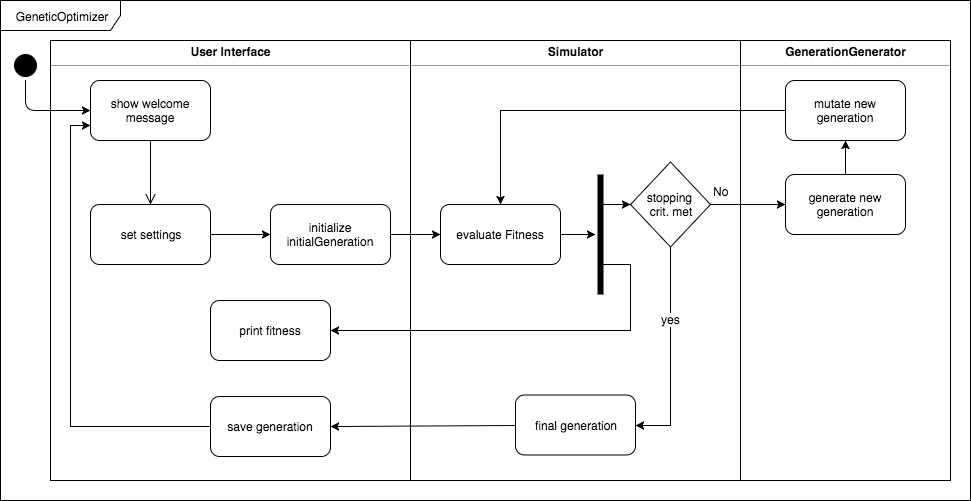 GeneticOptimizer
User Interface
Simulator
GenerationGenerator
show welcome
message
mutate new
generation
stopping
crit. met
No
generate new
generation
set settings
initialize
initialGeneration
evaluate Fitness
print fitness
yes
save generation
final generation